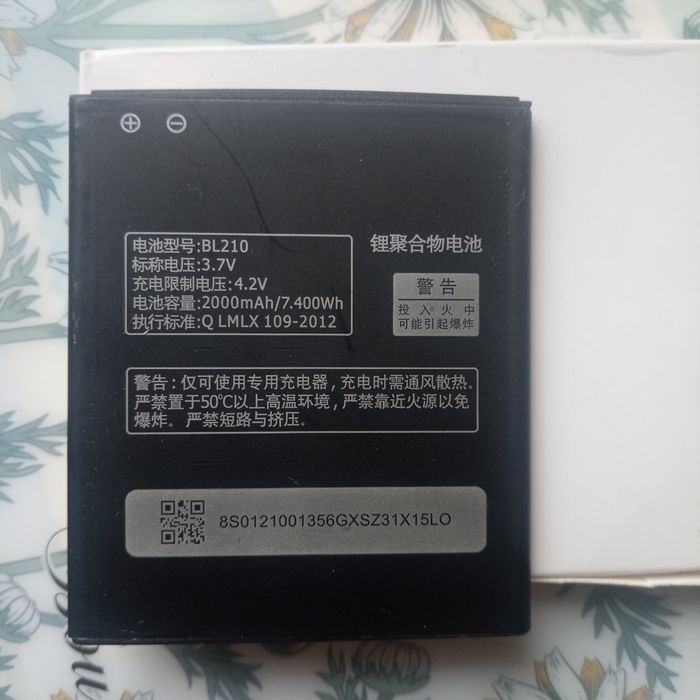 电池型号:BL210
标称电压:3.7V
充电限制电压:4.2V
电池容量:2000mAh/7.400Wh
执行标准:Q LMLX 109-2012
锂聚合物电池
警告
投入火中
可能引起爆炸
警告:仅可使用专用充电器,充电时需通风散热。
严禁置于50℃以上高温环境,严禁靠近火源以免
爆炸。严禁短路与挤压。
8S0121001356GXSZ31X15LO